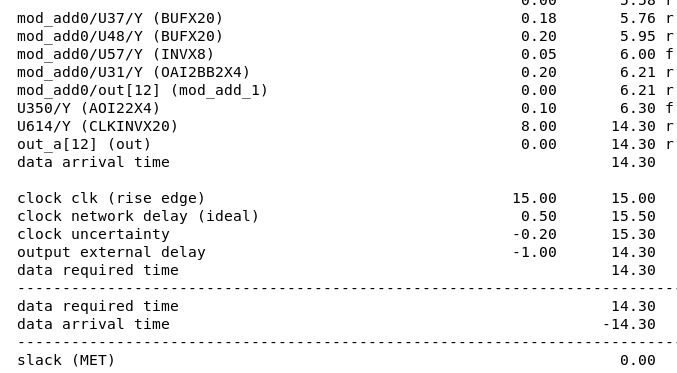 0.00 5.58 r
mod_add0/U37/Y (BUFX20) 0.18 5.76 r
mod_add0/U48/Y (BUFX20) 0.20 5.95 r
mod_add0/U57/Y (INVX8) 0.05 6.00 f
mod_add0/U31/Y (OAI2BB2X4) 0.20 6.21 r
mod_add0/out[12] (mod_add_1) 0.00 6.21 r
U350/Y (AOI22X4) 0.10 6.30 f
U614/Y (CLKINVX20) 8.00 14.30 r
out_a[12] (out) 0.00 14.30 r
data arrival time 14.30
clock clk (rise edge) 15.00 15.00
clock network delay (ideal) 0.50 15.50
clock uncertainty -0.20 15.30
output external delay -1.00 14.30
data required time 14.30
--------------------------------------------------------------------------
data required time 14.30
data arrival time -14.30
--------------------------------------------------------------------------
slack (MET) 0.00